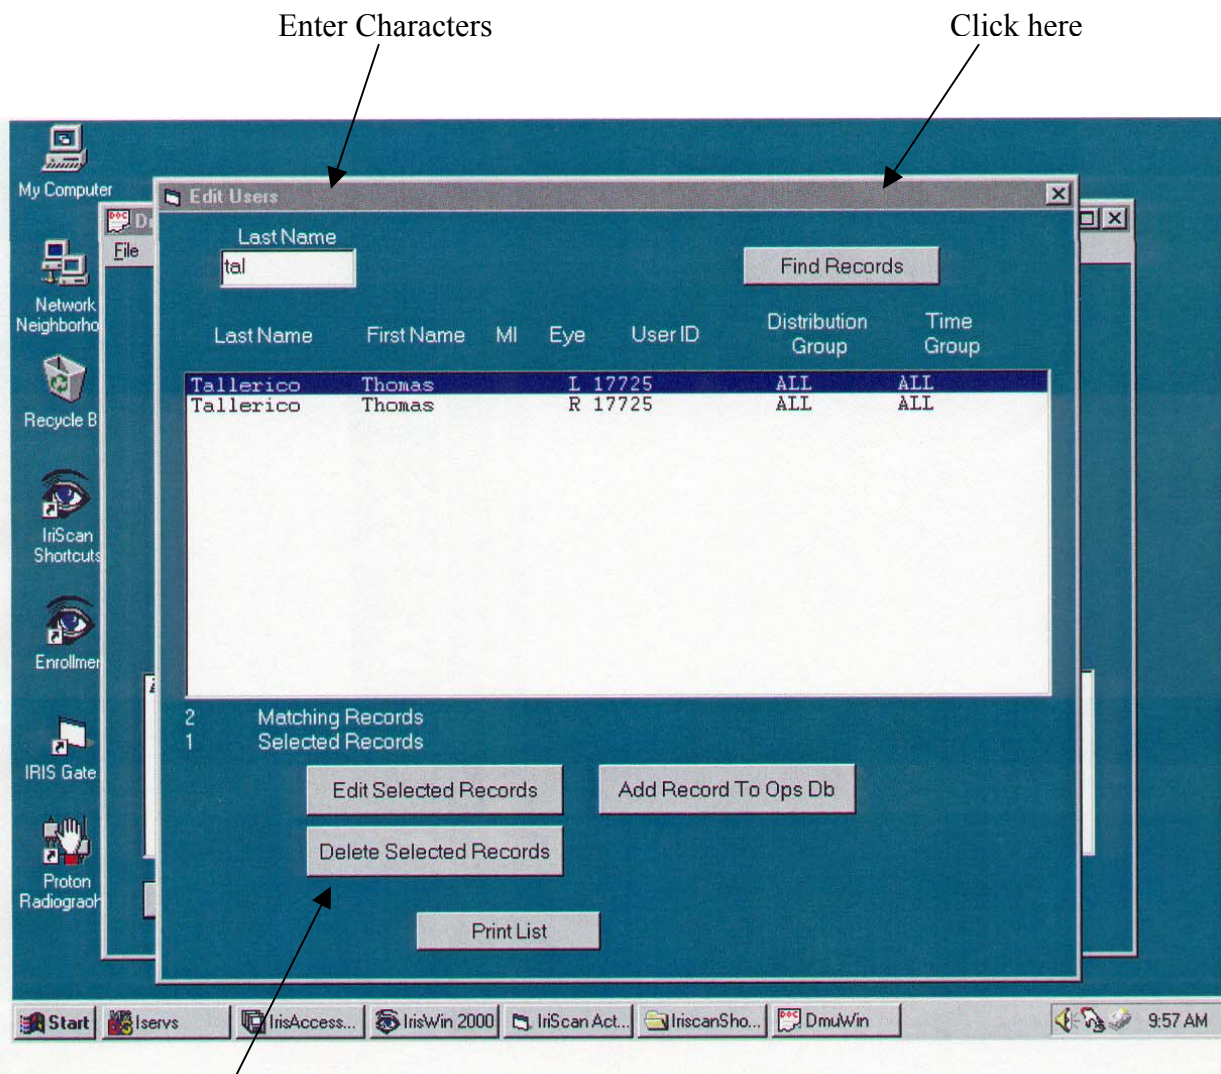 Enter Characters
Click here
My Computer
Edit Users
File
Last Name
tal
Find Records
Network
Neighborho
Last Name First Name MI Eye User ID Distribution Group Time Group
Tallerico Thomas L 17725 ALL ALL
Tallerico Thomas R 17725 ALL ALL
Recycle B
IriScan
Shortcuts
Enrollmen
2 Matching Records
1 Selected Records
IRIS Gate
Edit Selected Records
Add Record To Ops Db
Delete Selected Records
Proton
Radiograph
Print List
Start
Iservs
IrisAccess...
IrisWin 2000
IriScan Act...
IriscanSho...
DmuWin
9:57 AM